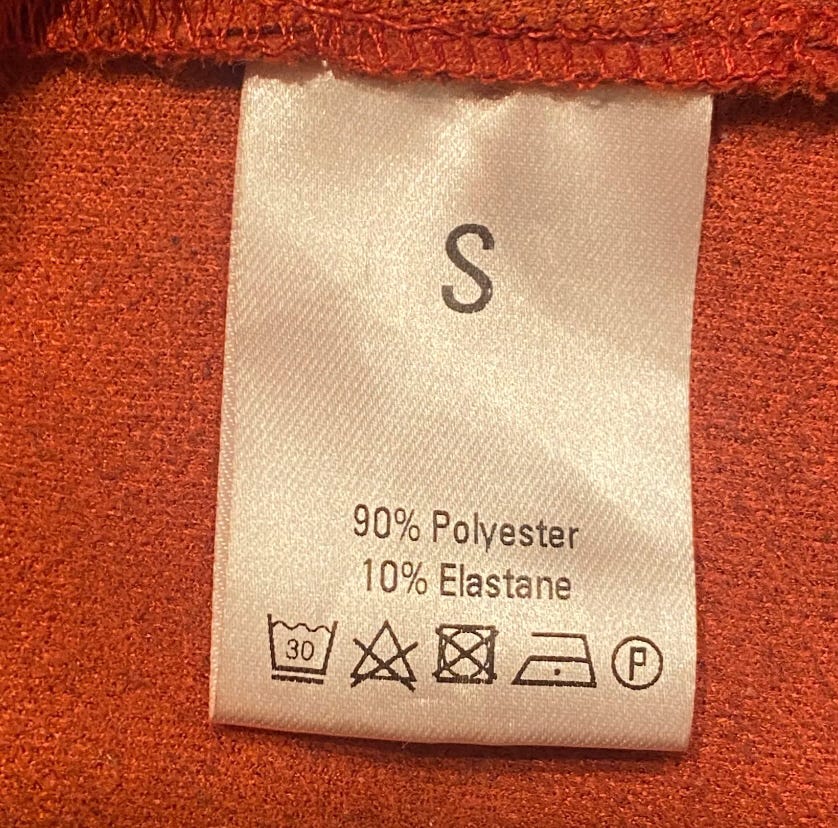 S
90% Polyester
10% Elastane
30 P